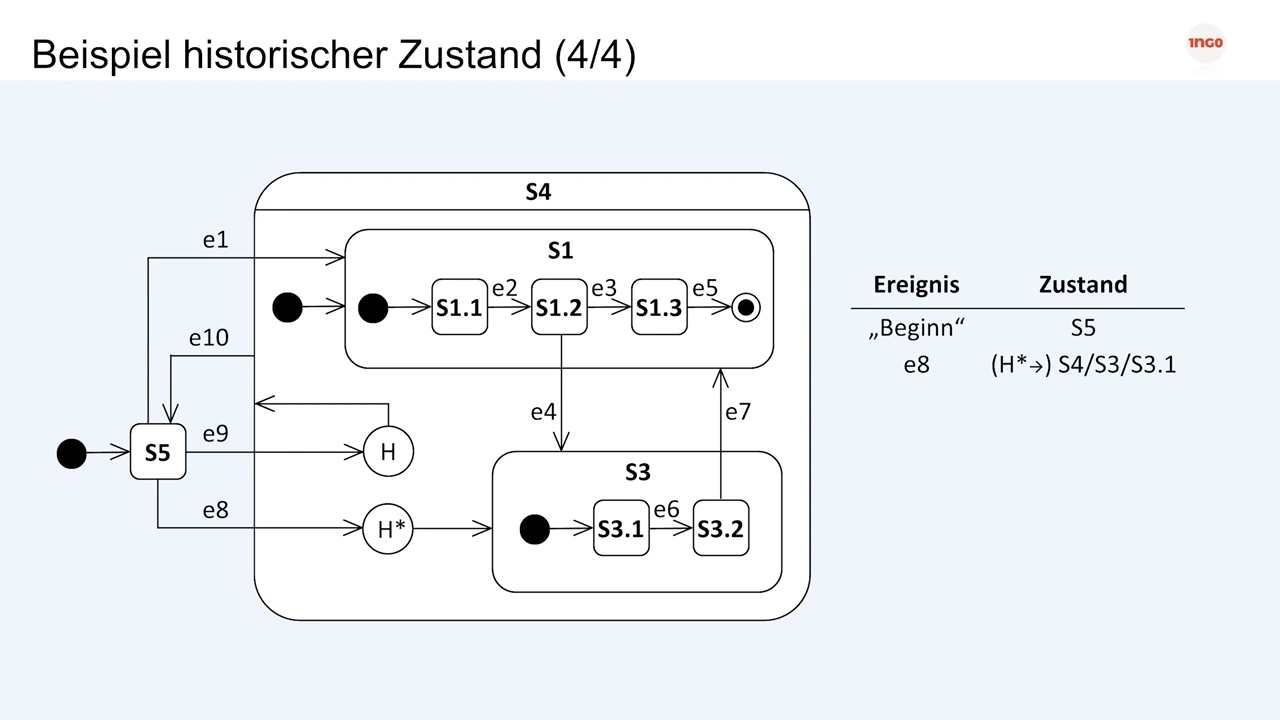 Beispiel historischer Zustand (4/4)
1NGO
S4
e1
S1
S1.1 e2 S1.2 e3 S1.3 e5
e10
e4
e7
S5
e9
H
S3
e8
H*
S3.1 e6 S3.2
Ereignis Zustand
„Beginn“ S5
e8 (H*→) S4/S3/S3.1